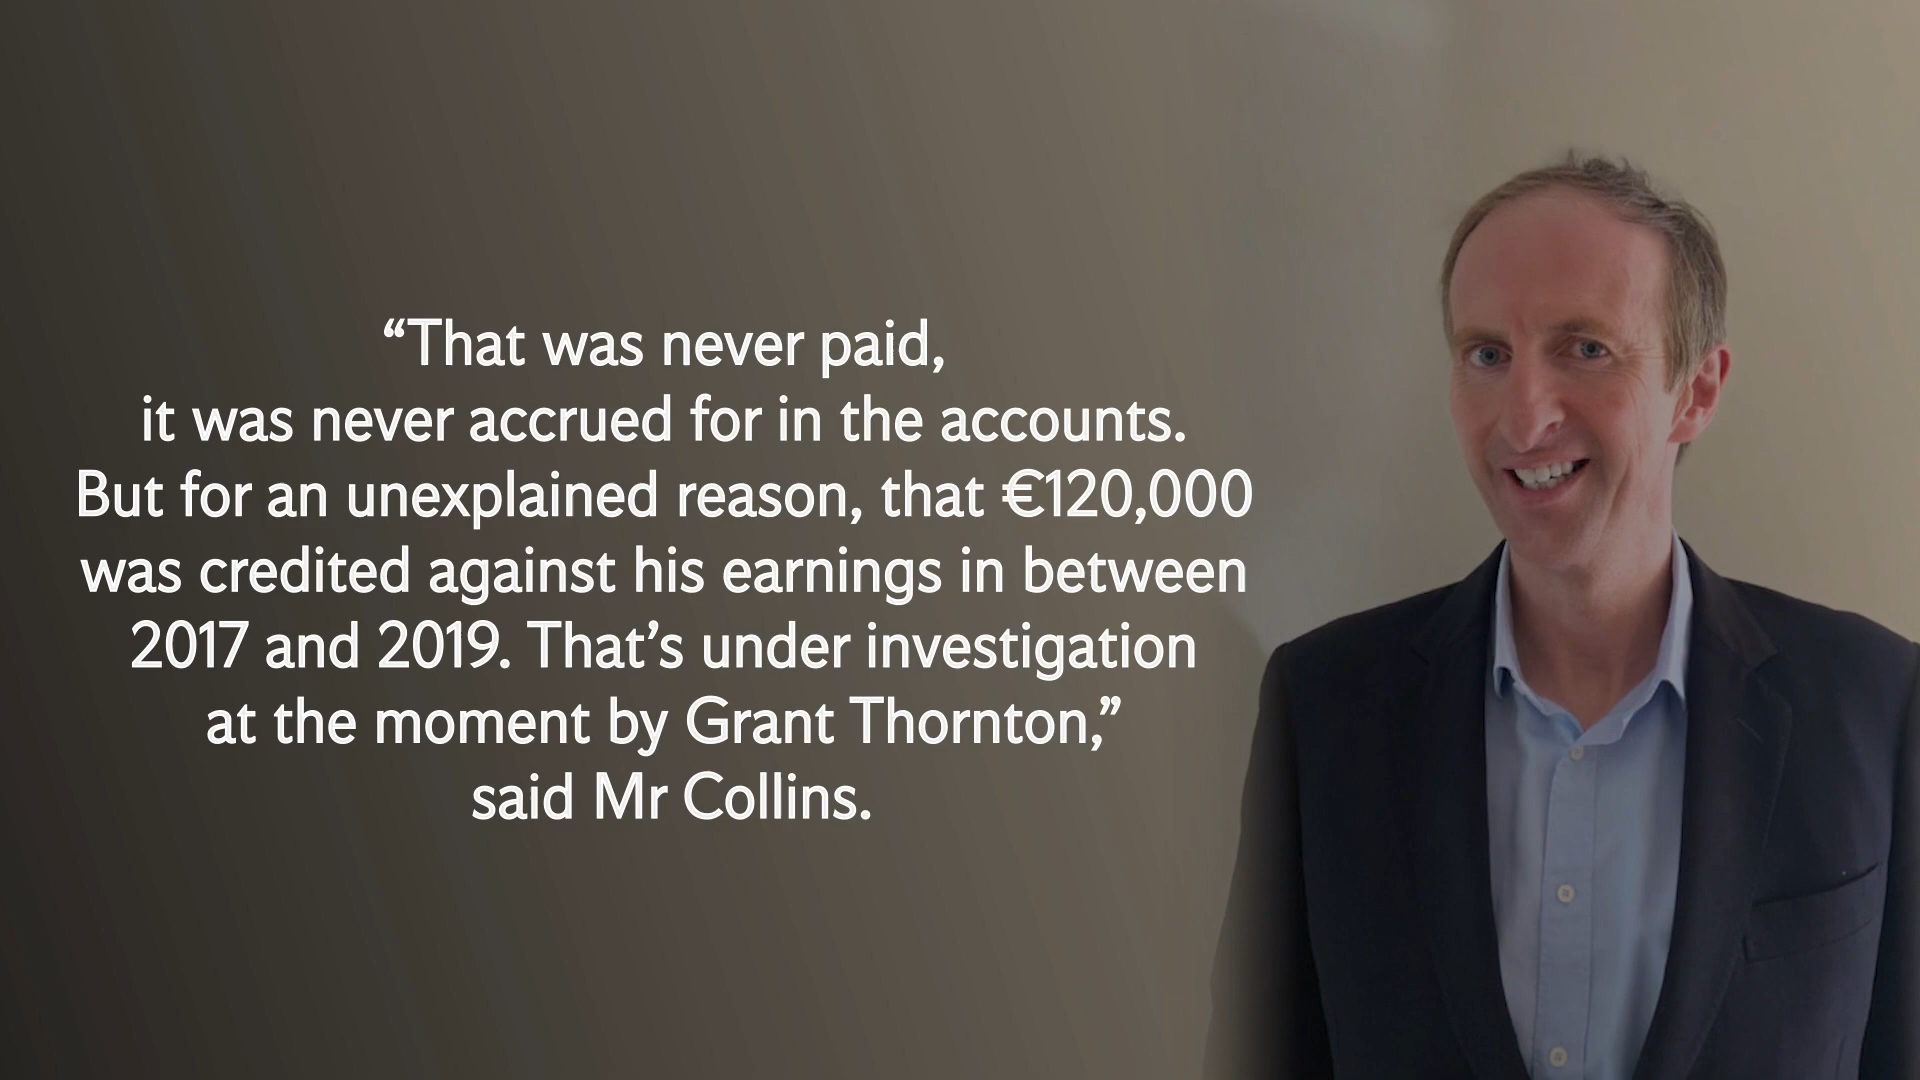 “That was never paid,
it was never accrued for in the accounts.
But for an unexplained reason, that €120,000
was credited against his earnings in between
2017 and 2019. That’s under investigation
at the moment by Grant Thornton,”
said Mr Collins.